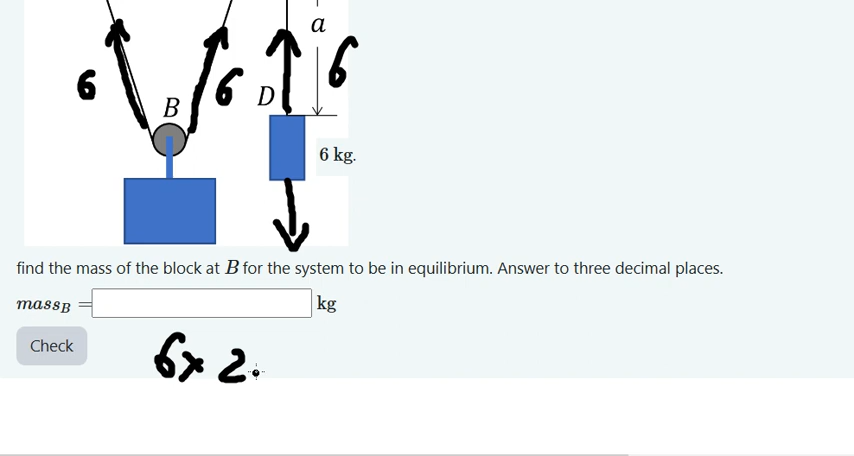 a
6 6 6
B D
6 kg.
find the mass of the block at B for the system to be in equilibrium. Answer to three decimal places.
massB = kg
Check
6 x 2